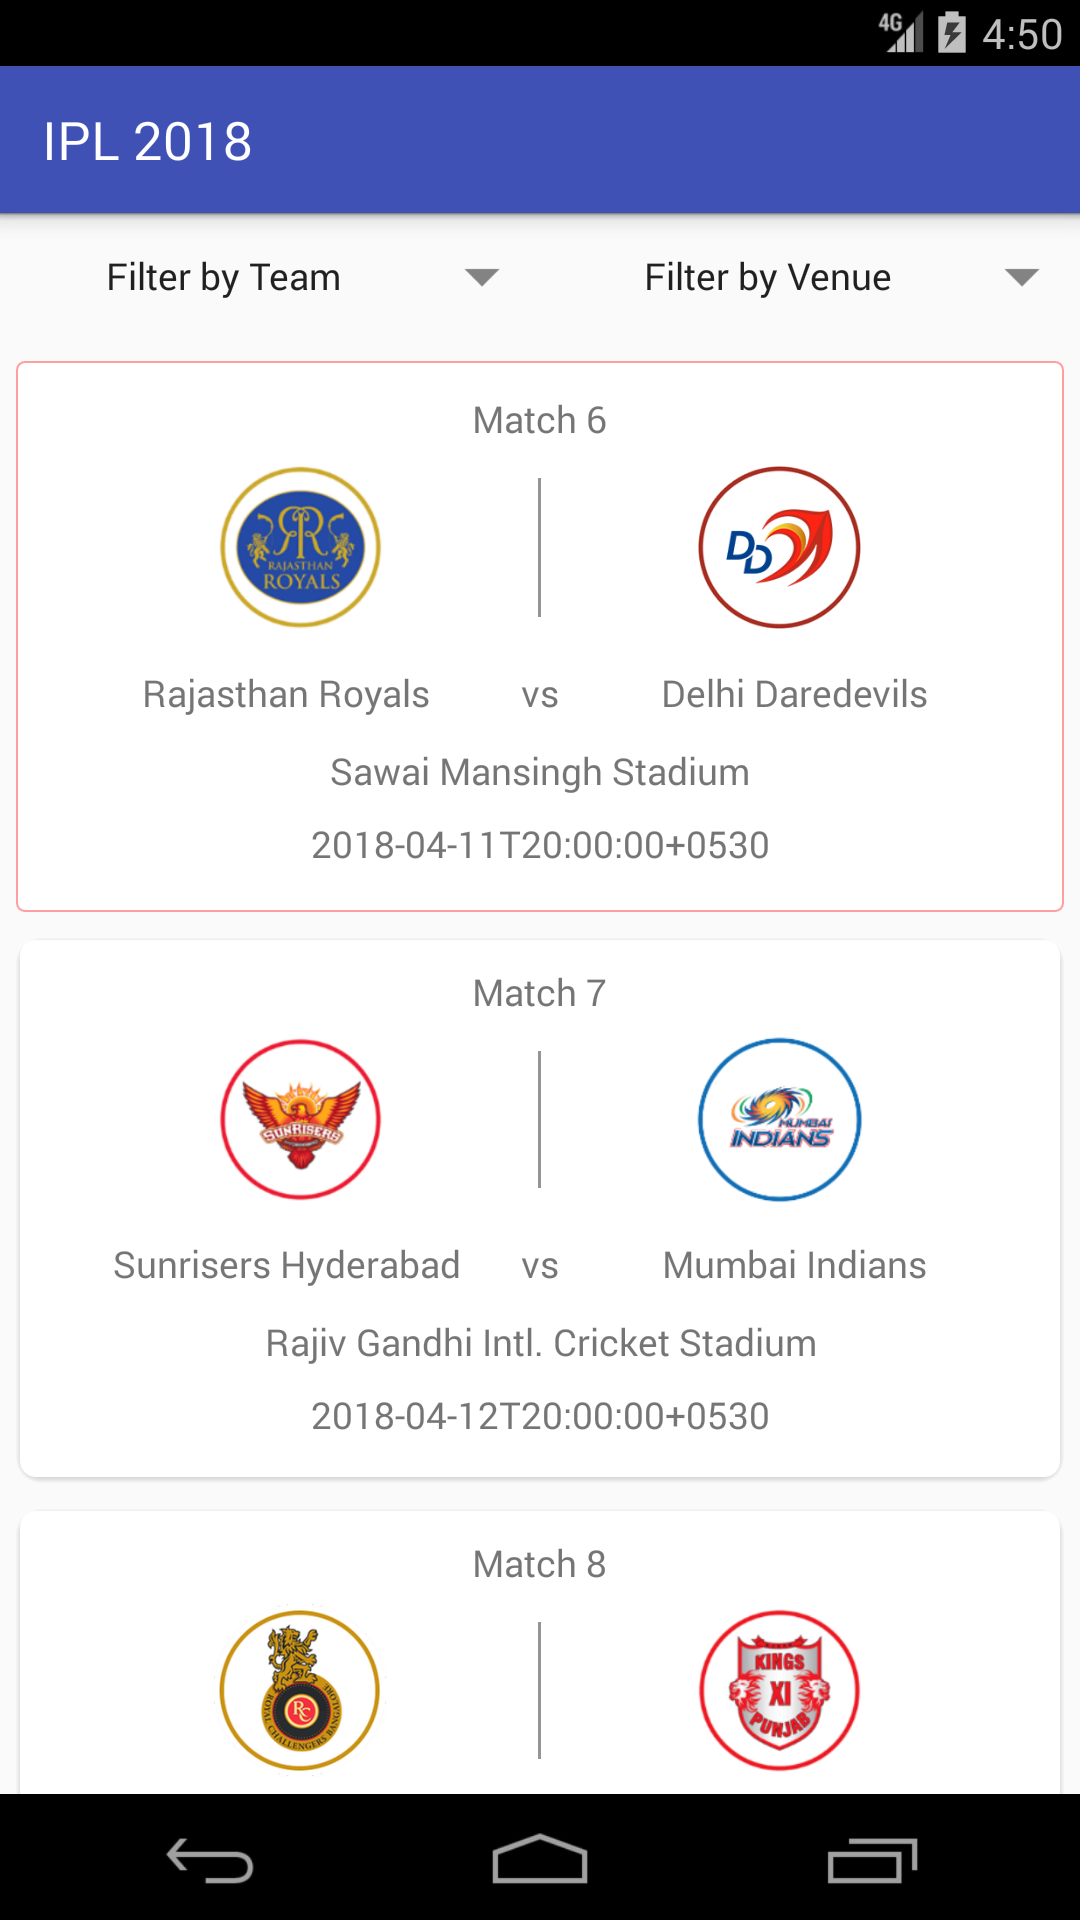 4G 4:50
IPL 2018
Filter by Team Filter by Venue
Match 6
RR
RAJASTHAN
ROYALS
DD
Rajasthan Royals vs Delhi Daredevils
Sawai Mansingh Stadium
2018-04-11T20:00:00+0530
Match 7
SUNRISERS
MUMBAI
INDIANS
Sunrisers Hyderabad vs Mumbai Indians
Rajiv Gandhi Intl. Cricket Stadium
2018-04-12T20:00:00+0530
Match 8
RC
ROYAL CHALLENGERS BANGALORE
KINGS
XI
PUNJAB